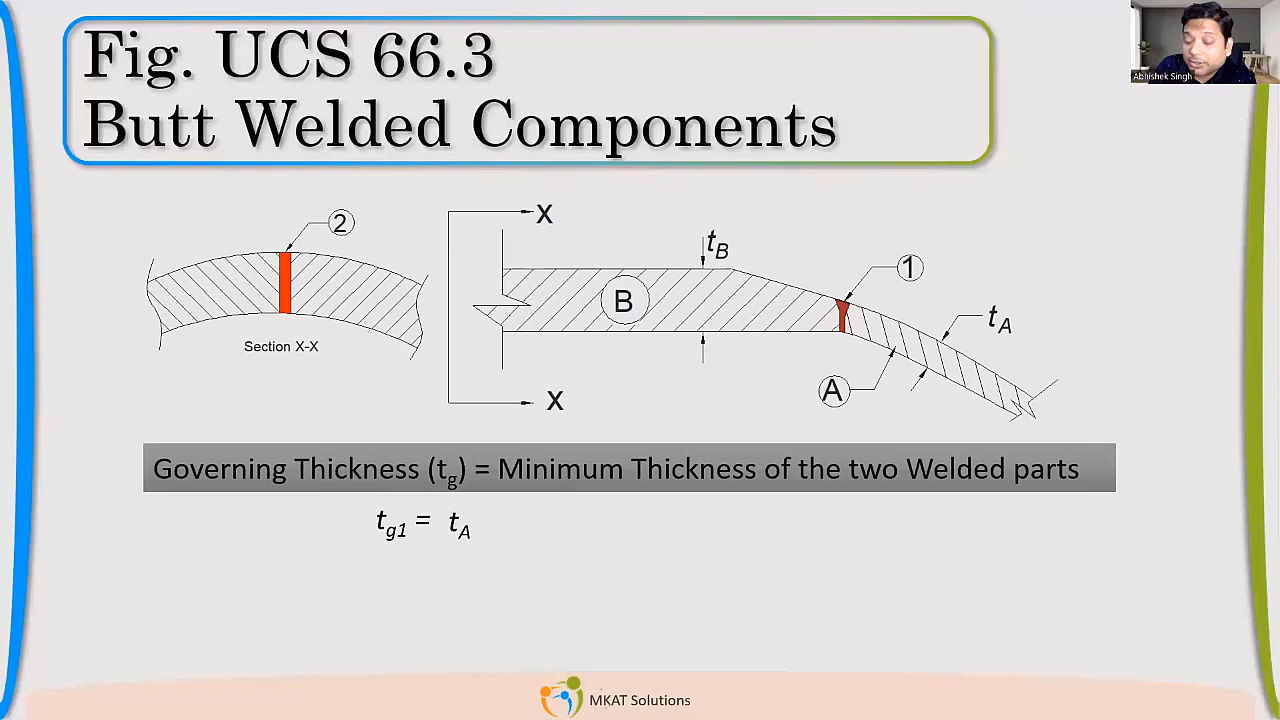 Fig. UCS 66.3
Butt Welded Components
Abhishek Singh
2
X
tB
1
B
tA
Section X-X
A
X
Governing Thickness (tg) = Minimum Thickness of the two Welded parts
tg1 = tA
MKAT Solutions